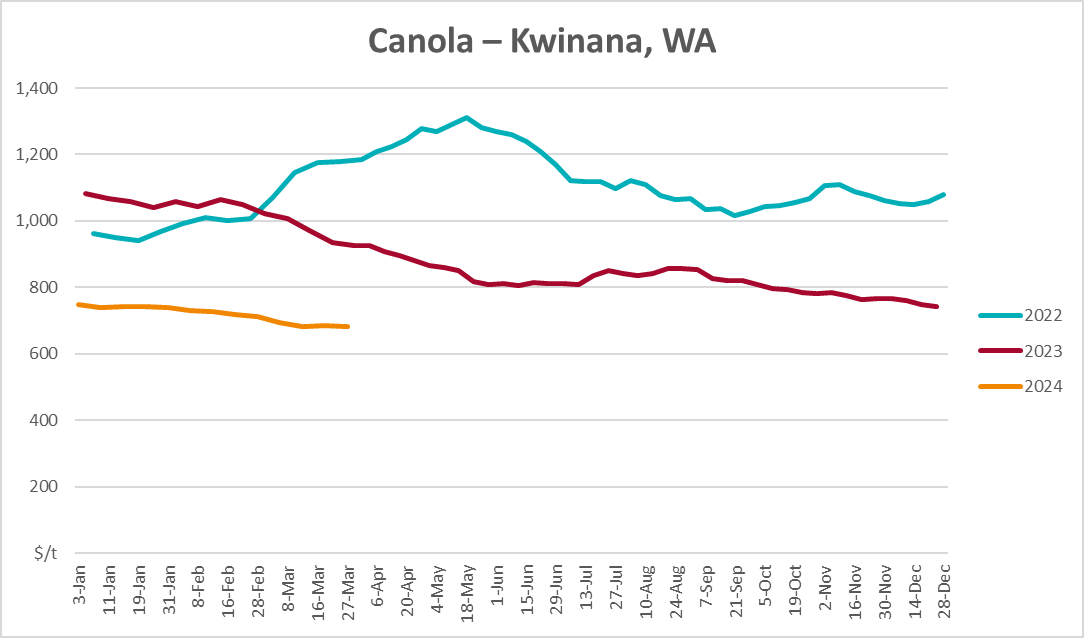 Canola – Kwinana, WA
1,400
1,200
1,000
800
600
400
200
$/t
3-Jan
11-Jan
19-Jan
31-Jan
8-Feb
16-Feb
28-Feb
8-Mar
16-Mar
27-Mar
6-Apr
20-Apr
4-May
18-May
1-Jun
15-Jun
29-Jun
13-Jul
27-Jul
10-Aug
24-Aug
7-Sep
21-Sep
5-Oct
19-Oct
2-Nov
16-Nov
30-Nov
14-Dec
28-Dec
2022
2023
2024